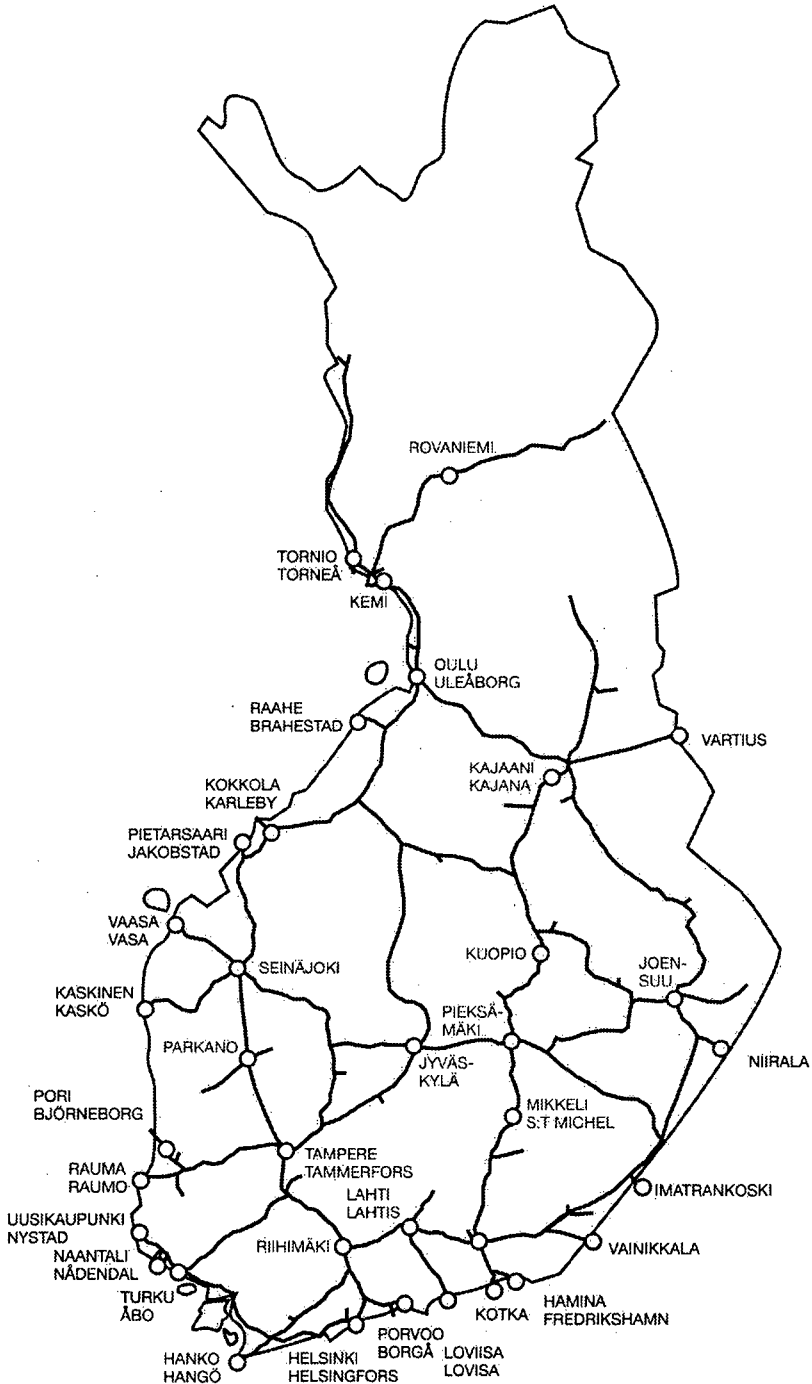 ROVANIEMI
TORNIO
TORNEÅ
KEMI
OULU
ULEÅBORG
RAAHE
BRAHESTAD
VARTIUS
KAJAANI
KAJANA
KOKKOLA
KARLEBY
PIETARSAARI
JAKOBSTAD
VAASA
VASA
SEINÄJOKI
KUOPIO
JOEN-
SUU
KASKINEN
KASKÖ
PIEKSÄ-
MÄKI
PARKANO
JYVÄS-
KYLÄ
NIIRALA
PORI
BJÖRNEBORG
MIKKELI
S:T MICHEL
TAMPERE
TAMMERFORS
RAUMA
RAUMO
IMATRANKOSKI
LAHTI
LAHTIS
UUSIKAUPUNKI
NYSTAD
RIIHIMÄKI
VAINIKKALA
NAANTALI
NÅDENDAL
TURKU
ÅBO
KOTKA
HAMINA
FREDRIKSHAMN
PORVOO
BORGÅ
LOVIISA
LOVISA
HELSINKI
HELSINGFORS
HANKO
HANGÖ